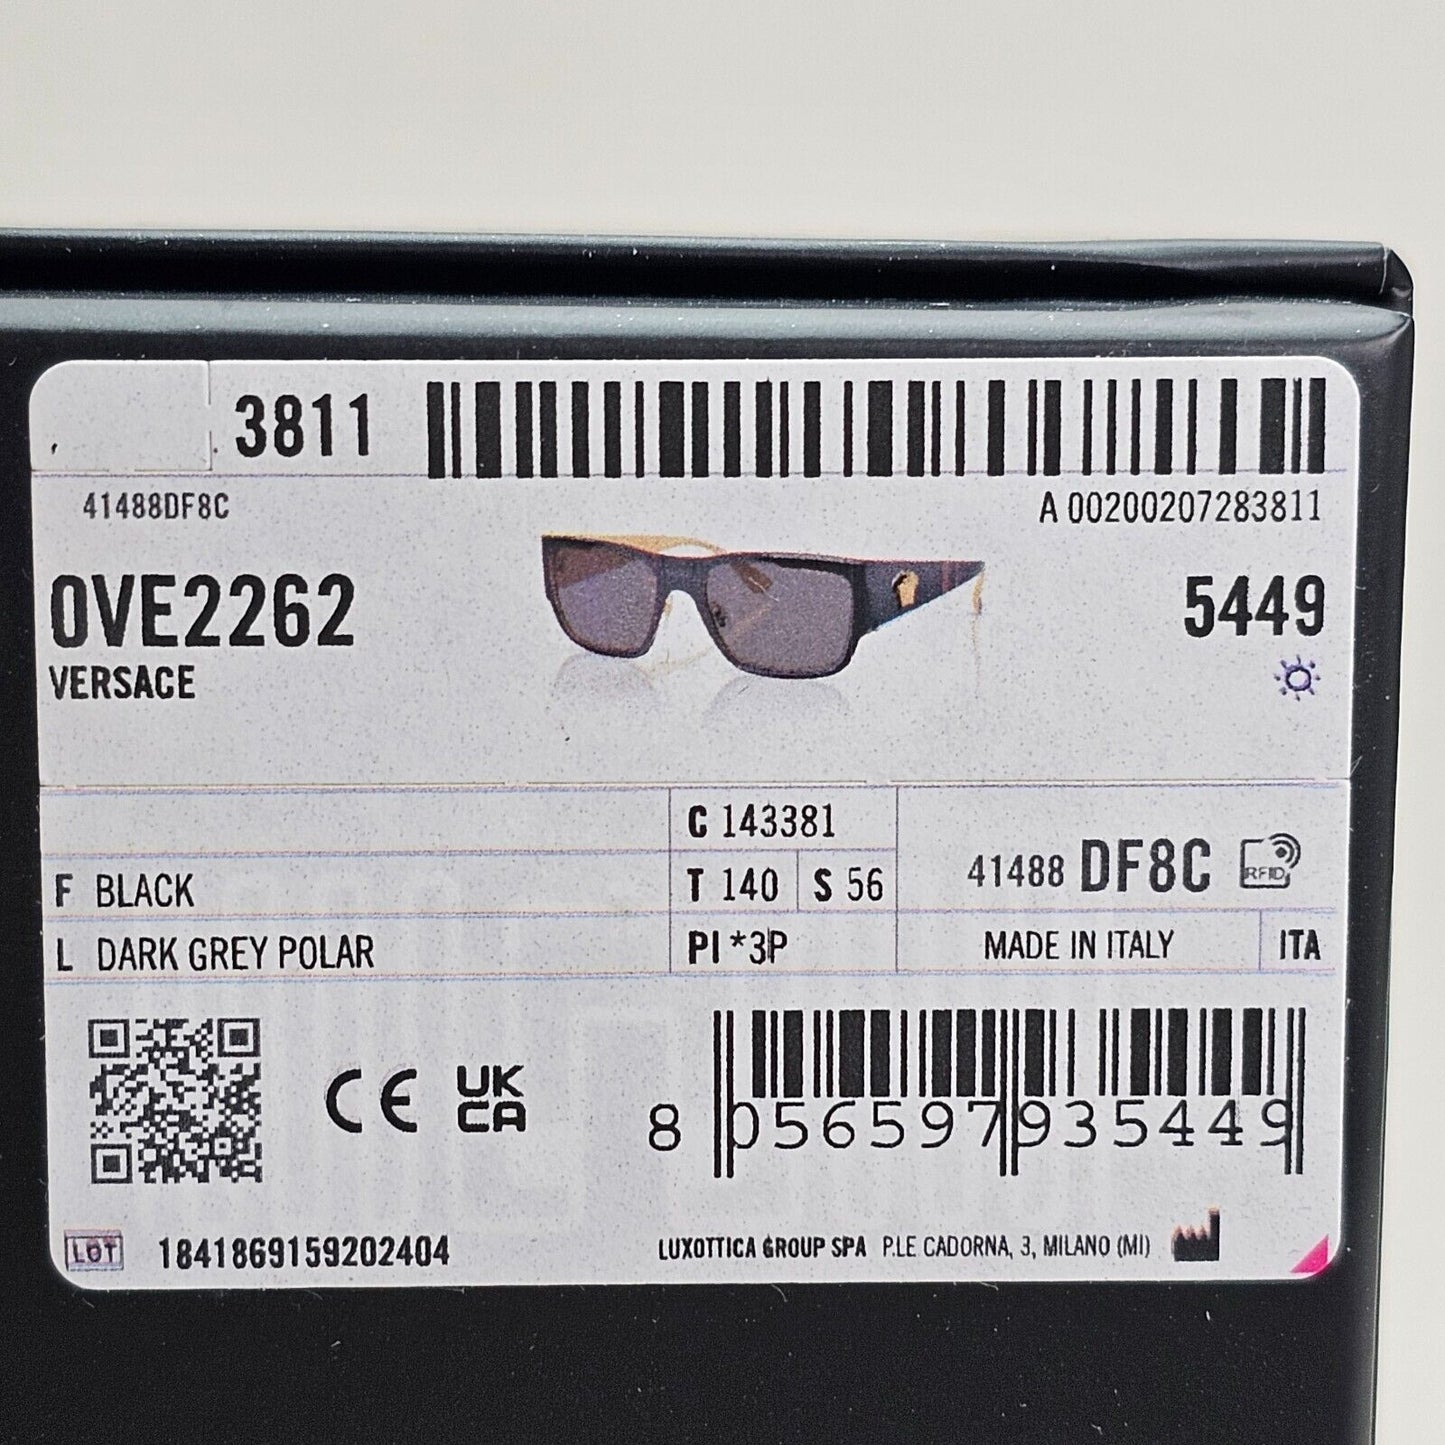 3811
41488DF8C
A 00200207283811
0VE2262
5449
VERSACE
C 143381
F BLACK
T 140 S 56
41488 DF8C RFID
L DARK GREY POLAR
PI *3P
MADE IN ITALY ITA
CE UK CA
8 056597 935449
LOT 1841869159202404
LUXOTTICA GROUP SPA P.LE CADORNA, 3, MILANO (MI)